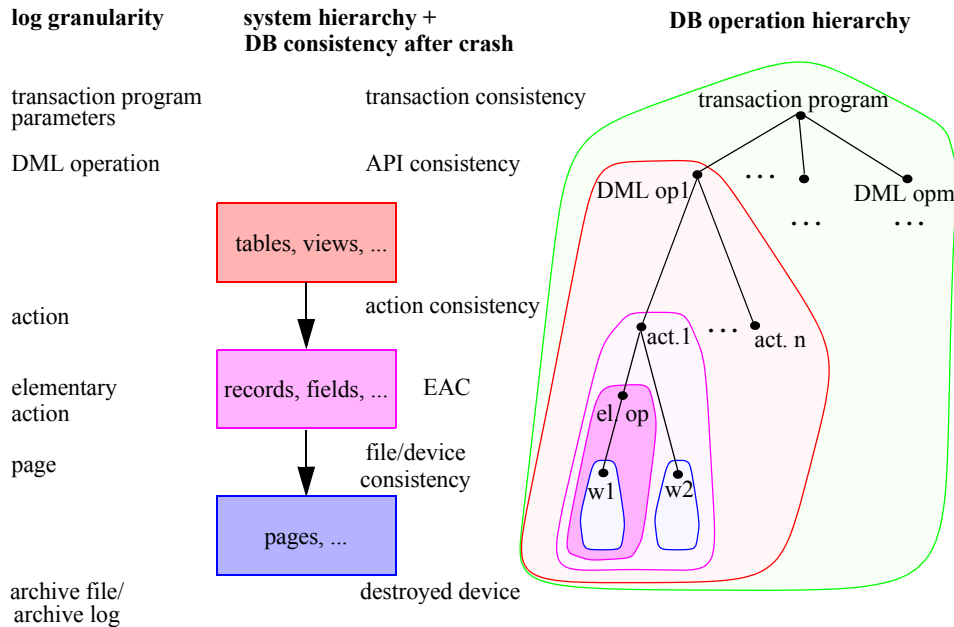 log granularity
system hierarchy +
DB consistency after crash
DB operation hierarchy
transaction program
parameters
transaction consistency
transaction program
DML operation
API consistency
...
DML op1
DML opm
...
...
tables, views, ...
action
action consistency
act.1
...
act. n
elementary
action
records, fields, ...
EAC
el. op
page
file/device
consistency
w1
w2
pages, ...
archive file/
archive log
destroyed device